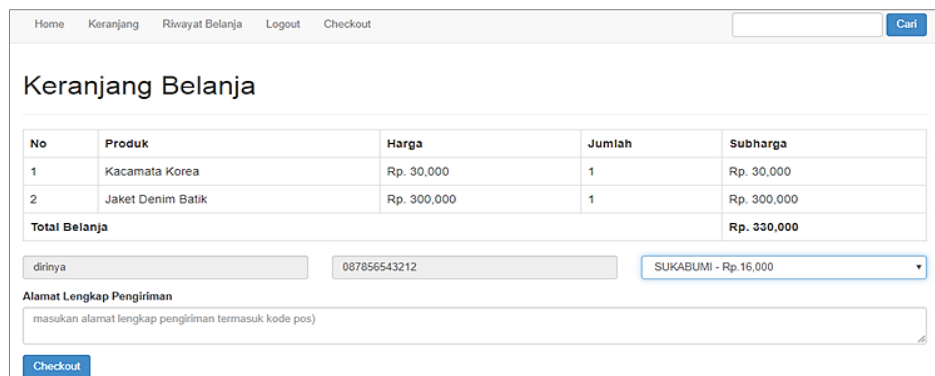 Home Keranjang Riwayat Belanja Logout Checkout Cari
Keranjang Belanja
No Produk Harga Jumlah Subharga
1 Kacamata Korea Rp. 30,000 1 Rp. 30,000
2 Jaket Denim Batik Rp. 300,000 1 Rp. 300,000
Total Belanja Rp. 330,000
dirinya 087856543212 SUKABUMI - Rp.16,000
Alamat Lengkap Pengiriman
masukan alamat lengkap pengiriman termasuk kode pos)
Checkout